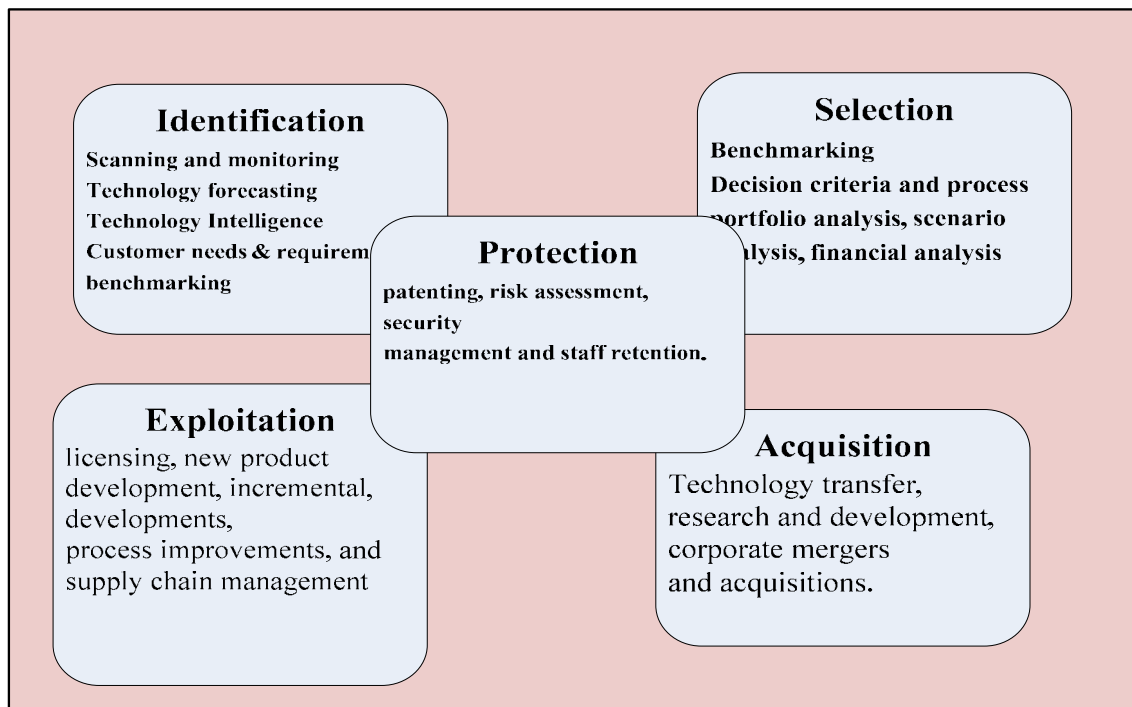 Identification
Scanning and monitoring
Technology forecasting
Technology Intelligence
Customer needs & requirem
benchmarking
Selection
Benchmarking
Decision criteria and process
portfolio analysis, scenario
alysis, financial analysis
Protection
patenting, risk assessment,
security
management and staff retention.
Exploitation
licensing, new product
development, incremental,
developments,
process improvements, and
supply chain management
Acquisition
Technology transfer,
research and development,
corporate mergers
and acquisitions.